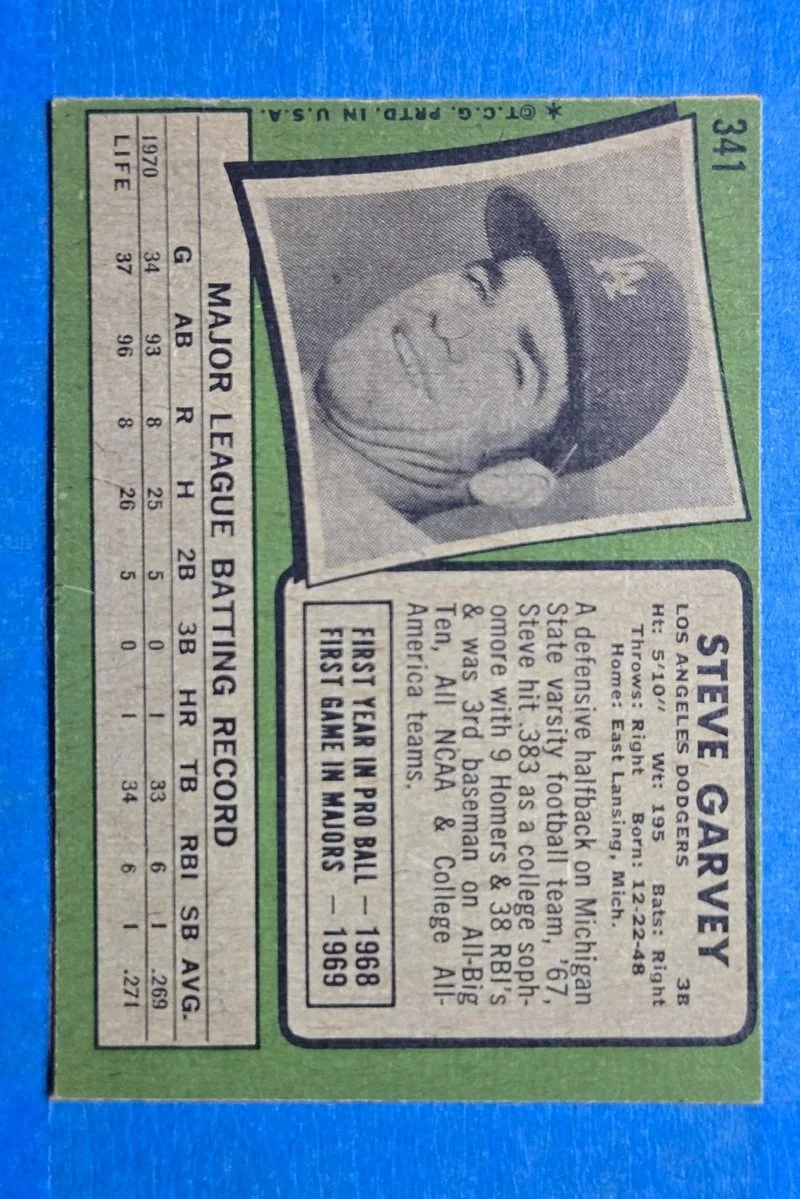 341
LA
* ©T.C.G. PRTD. IN U.S.A.
STEVE GARVEY
LOS ANGELES DODGERS 3B
Ht: 5'10" Wt: 195 Bats: Right
Throws: Right Born: 12-22-48
Home: East Lansing, Mich.
A defensive halfback on Michigan
State varsity football team, '67,
Steve hit .383 as a college soph-
omore with 9 Homers & 38 RBI's
& was 3rd baseman on All-Big
Ten, All NCAA & College All-
America teams.
FIRST YEAR IN PRO BALL — 1968
FIRST GAME IN MAJORS — 1969
MAJOR LEAGUE BATTING RECORD
G AB R H 2B 3B HR TB RBI SB AVG.
1970 34 93 8 25 5 0 1 33 6 1 .269
LIFE 37 96 8 26 5 0 1 34 6 1 .271